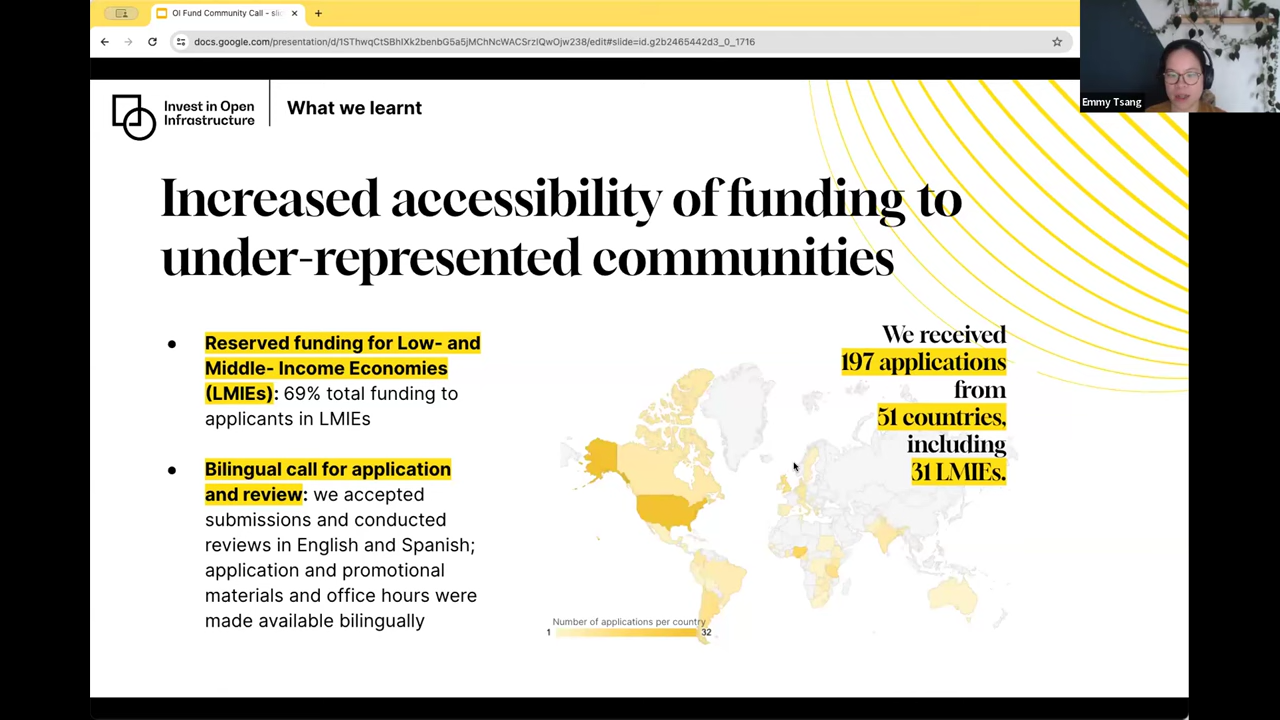 OI Fund Community Call - sli
docs.google.com/presentation/d/1SThwqCtSBhIXk2benbG5a5jMChNcWACSrzIQwOjw238/edit#slide=id.g2b2465442d3_0_1716
Emmy Tsang
Invest in Open
Infrastructure
What we learnt
Increased accessibility of funding to
under-represented communities
● Reserved funding for Low- and
Middle- Income Economies
(LMIEs): 69% total funding to
applicants in LMIEs
● Bilingual call for application
and review: we accepted
submissions and conducted
reviews in English and Spanish;
application and promotional
materials and office hours were
made available bilingually
We received
197 applications
from
51 countries,
including
31 LMIEs.
Number of applications per country
1 32